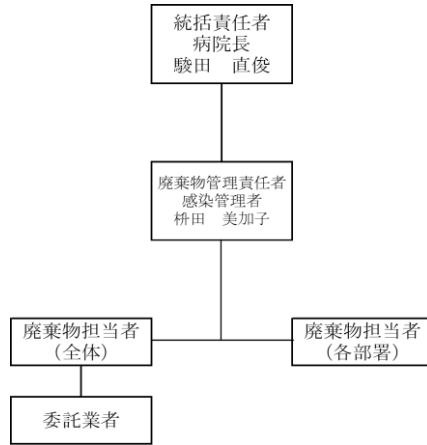 統括責任者
病院長
駿田　直俊
廃棄物管理責任者
感染管理者
枡田　美加子
廃棄物担当者
（全体）
廃棄物担当者
（各部署）
委託業者